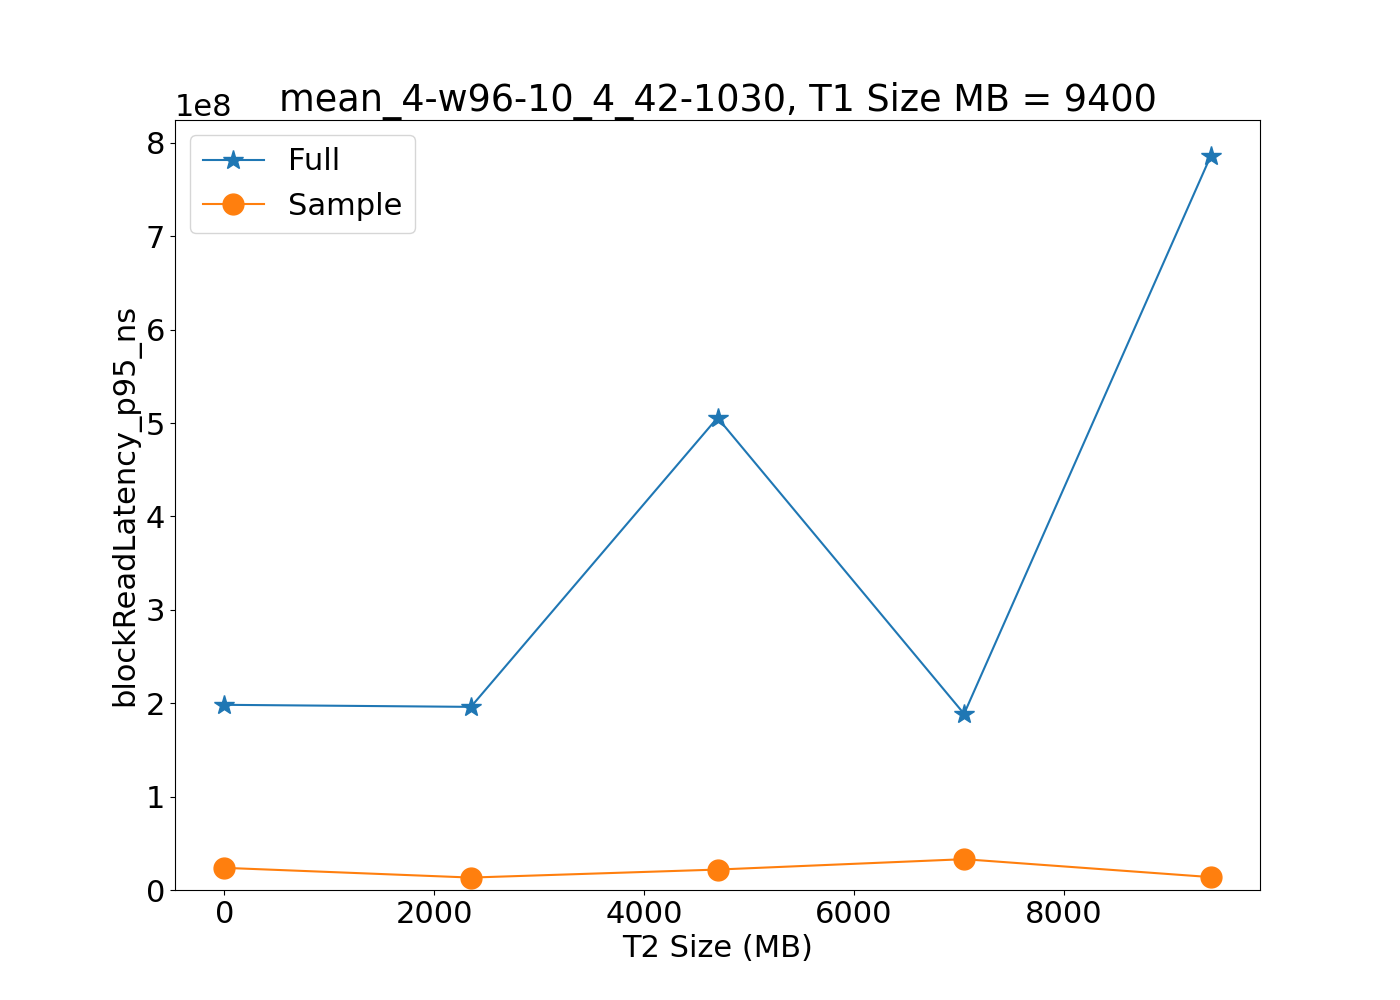 mean_4-w96-10_4_42-1030, T1 Size MB = 9400
1e8
Full
Sample
8
7
6
5
4
3
2
1
0
blockReadLatency_p95_ns
0 2000 4000 6000 8000
T2 Size (MB)